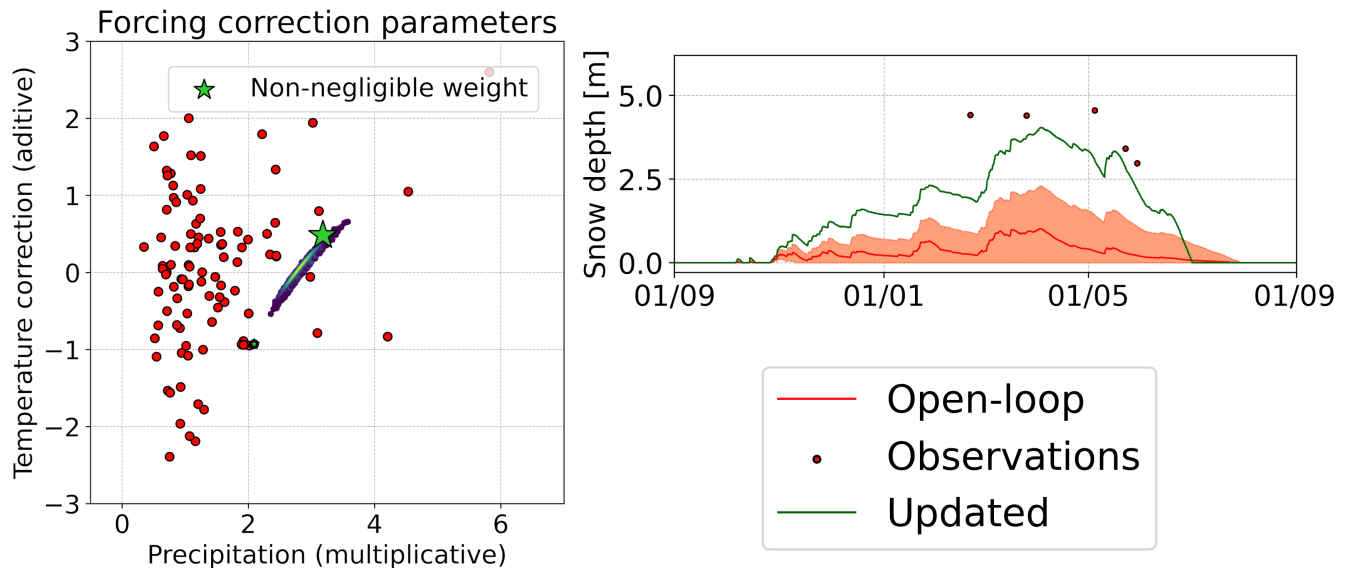 Forcing correction parameters
Temperature correction (aditive)
3
2
1
0
−1
−2
−3
Non-negligible weight
0 2 4 6
Precipitation (multiplicative)
Snow depth [m]
5.0
2.5
0.0
01/09 01/01 01/05 01/09
Open-loop
Observations
Updated